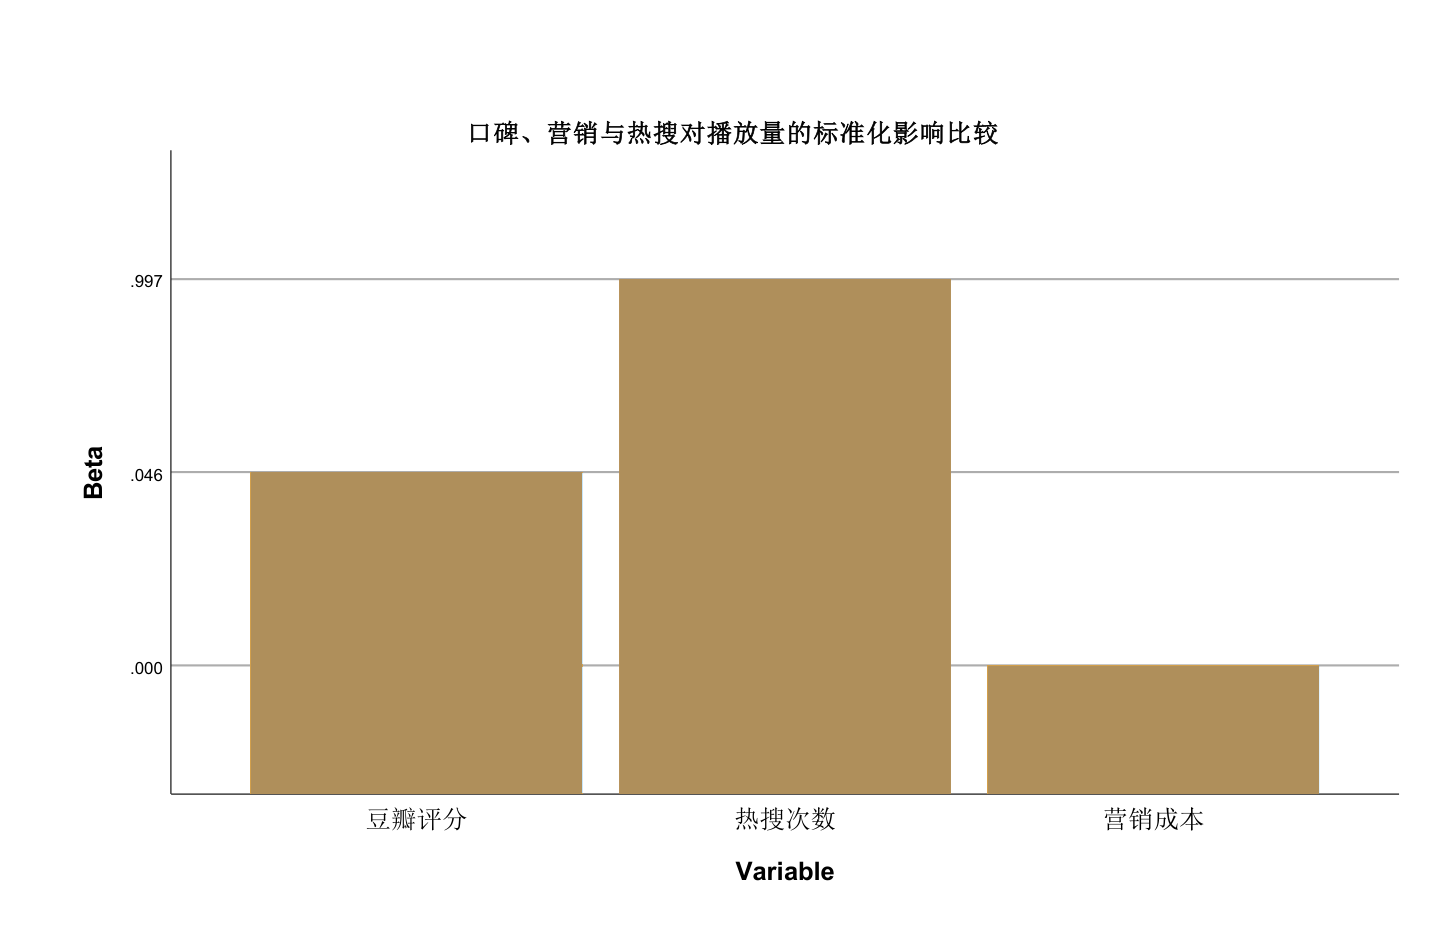 口碑、营销与热搜对播放量的标准化影响比较
.997
.046
.000
Beta
豆瓣评分
热搜次数
营销成本
Variable